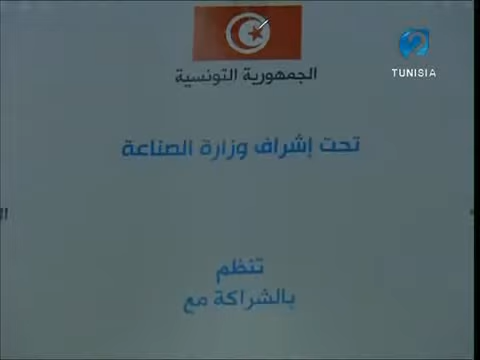 TUNISIA
الجمهورية التونسية
تحت إشراف وزارة الصناعة
تنظم
بالشراكة مع